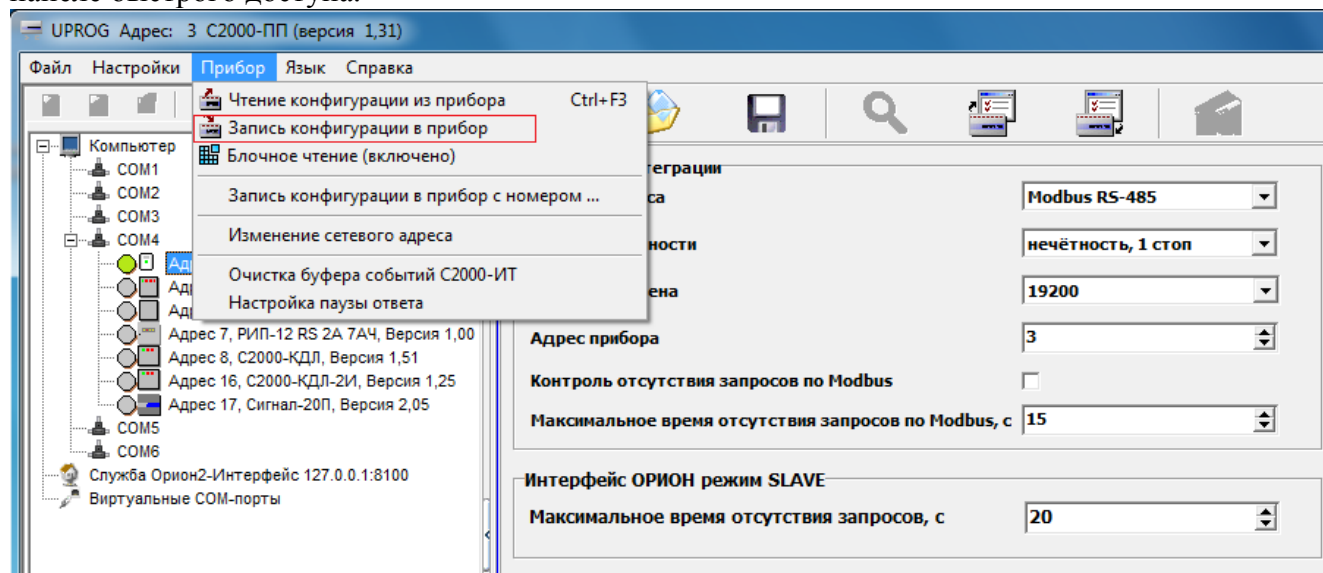 панели быстрого доступа.
UPROG Адрес: 3 С2000-ПП (версия 1,31)
Файл Настройки Прибор Язык Справка
Чтение конфигурации из прибора Ctrl+F3
Запись конфигурации в прибор
Блочное чтение (включено)
Запись конфигурации в прибор с номером ...
Изменение сетевого адреса
Очистка буфера событий С2000-ИТ
Настройка паузы ответа
Компьютер
COM1
COM2
COM3
COM4
Адрес 7, РИП-12 RS 2А 7АЧ, Версия 1,00
Адрес 8, С2000-КДЛ, Версия 1,51
Адрес 16, С2000-КДЛ-2И, Версия 1,25
Адрес 17, Сигнал-20П, Версия 2,05
COM5
COM6
Служба Орион2-Интерфейс 127.0.0.1:8100
Виртуальные COM-порты
Modbus RS-485
нечётность, 1 стоп
19200
Адрес прибора 3
Контроль отсутствия запросов по Modbus
Максимальное время отсутствия запросов по Modbus, с 15
Интерфейс ОРИОН режим SLAVE
Максимальное время отсутствия запросов, с 20